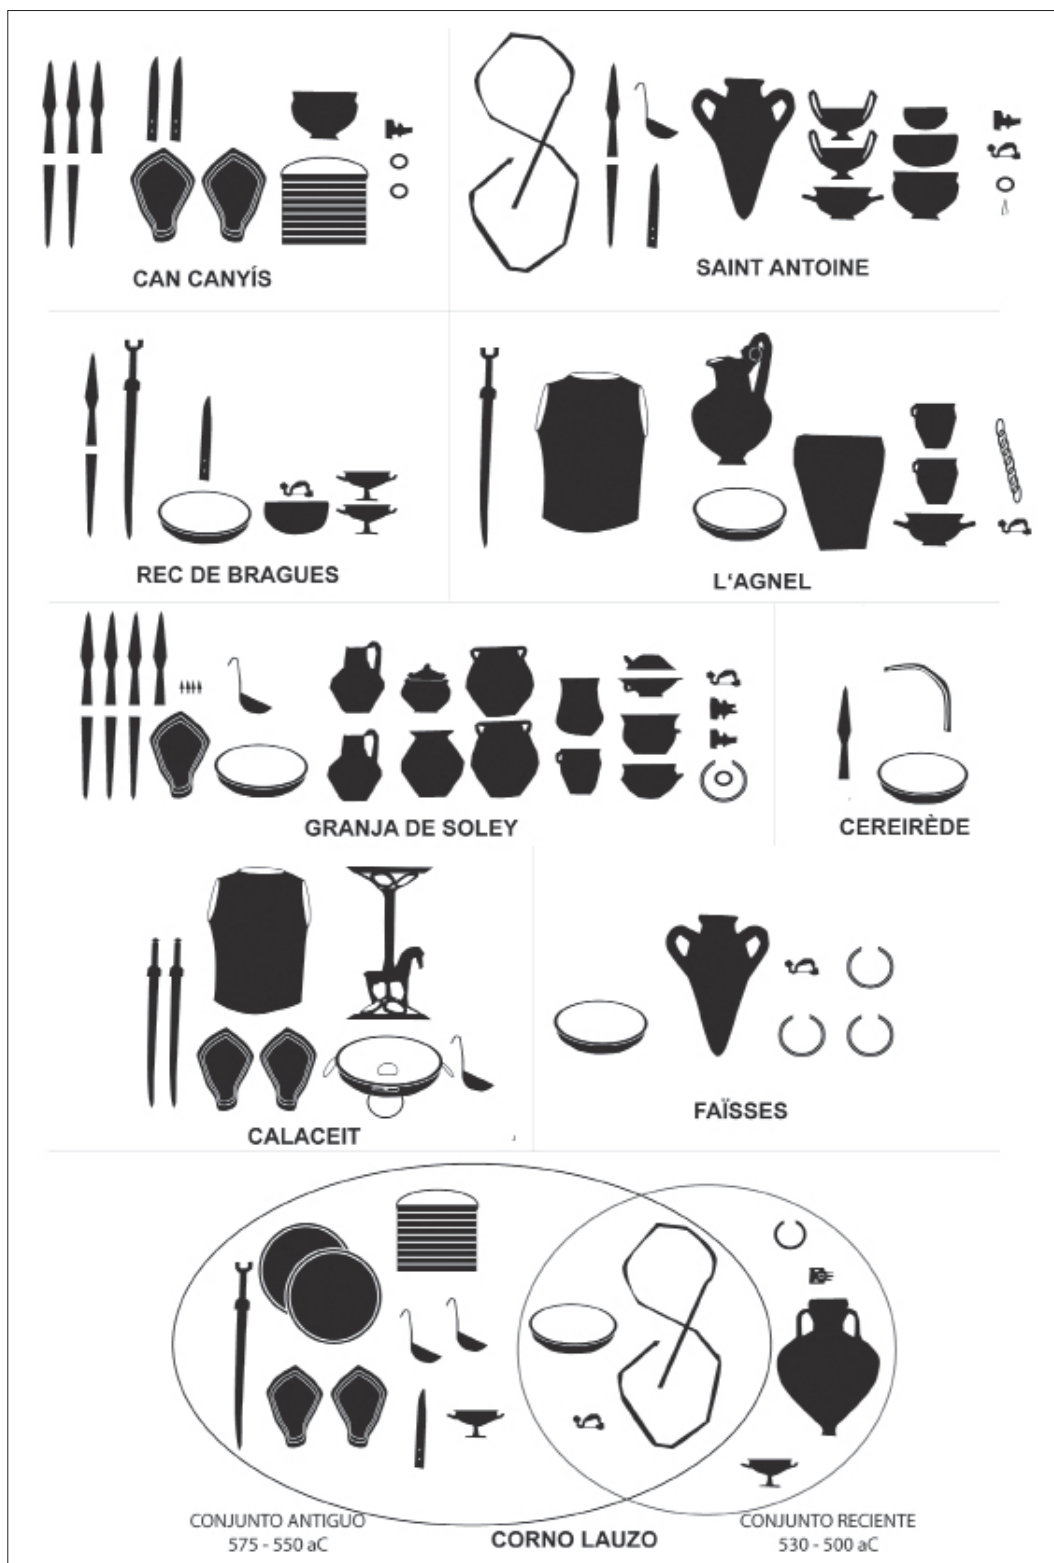 CAN CANYÍS
SAINT ANTOINE
REC DE BRAGUES
L'AGNEL
GRANJA DE SOLEY
CEREIRÈDE
CALACEIT
FAÏSSES
CONJUNTO ANTIGUO
575 - 550 aC
CORNO LAUZO
CONJUNTO RECIENTE
530 - 500 aC